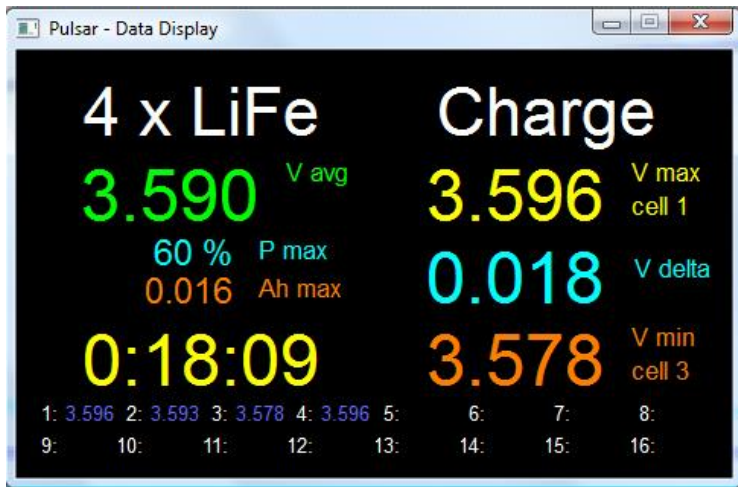 Pulsar - Data Display
4 x LiFe Charge
3.590 V avg 3.596 V max cell 1
60 % P max
0.016 Ah max
0.018 V delta
0:18:09 3.578 V min cell 3
1: 3.596 2: 3.593 3: 3.578 4: 3.596 5: 6: 7: 8:
9: 10: 11: 12: 13: 14: 15: 16: